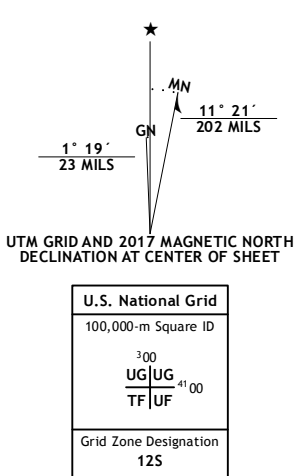 ★
MN
GN
11° 21´
202 MILS
1° 19´
23 MILS
UTM GRID AND 2017 MAGNETIC NORTH
DECLINATION AT CENTER OF SHEET
U.S. National Grid
100,000-m Square ID
³00
UG UG
⁴¹00
TF UF
Grid Zone Designation
12S